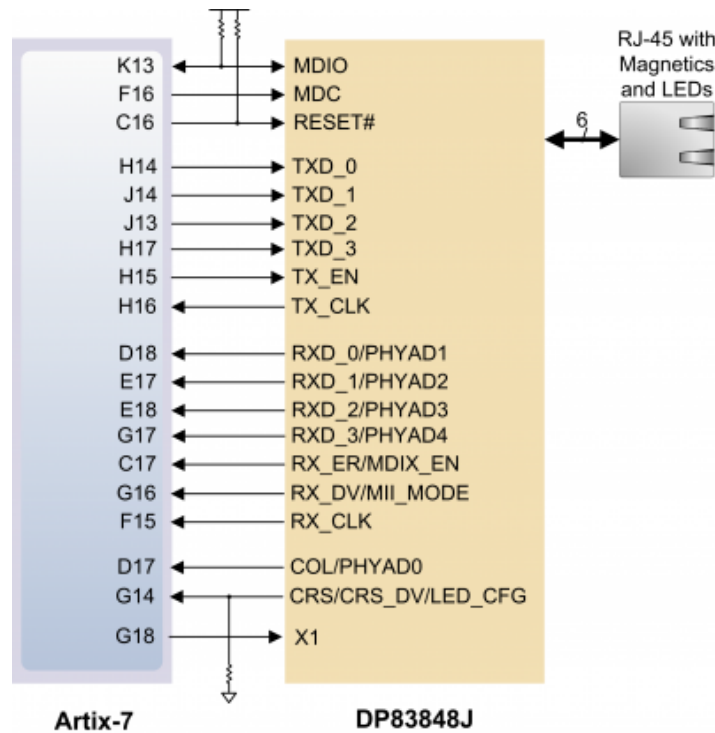 RJ-45 with
Magnetics
and LEDs
6
K13 MDIO
F16 MDC
C16 RESET#
H14 TXD_0
J14 TXD_1
J13 TXD_2
H17 TXD_3
H15 TX_EN
H16 TX_CLK
D18 RXD_0/PHYAD1
E17 RXD_1/PHYAD2
E18 RXD_2/PHYAD3
G17 RXD_3/PHYAD4
C17 RX_ER/MDIX_EN
G16 RX_DV/MII_MODE
F15 RX_CLK
D17 COL/PHYAD0
G14 CRS/CRS_DV/LED_CFG
G18 X1
Artix-7 DP83848J